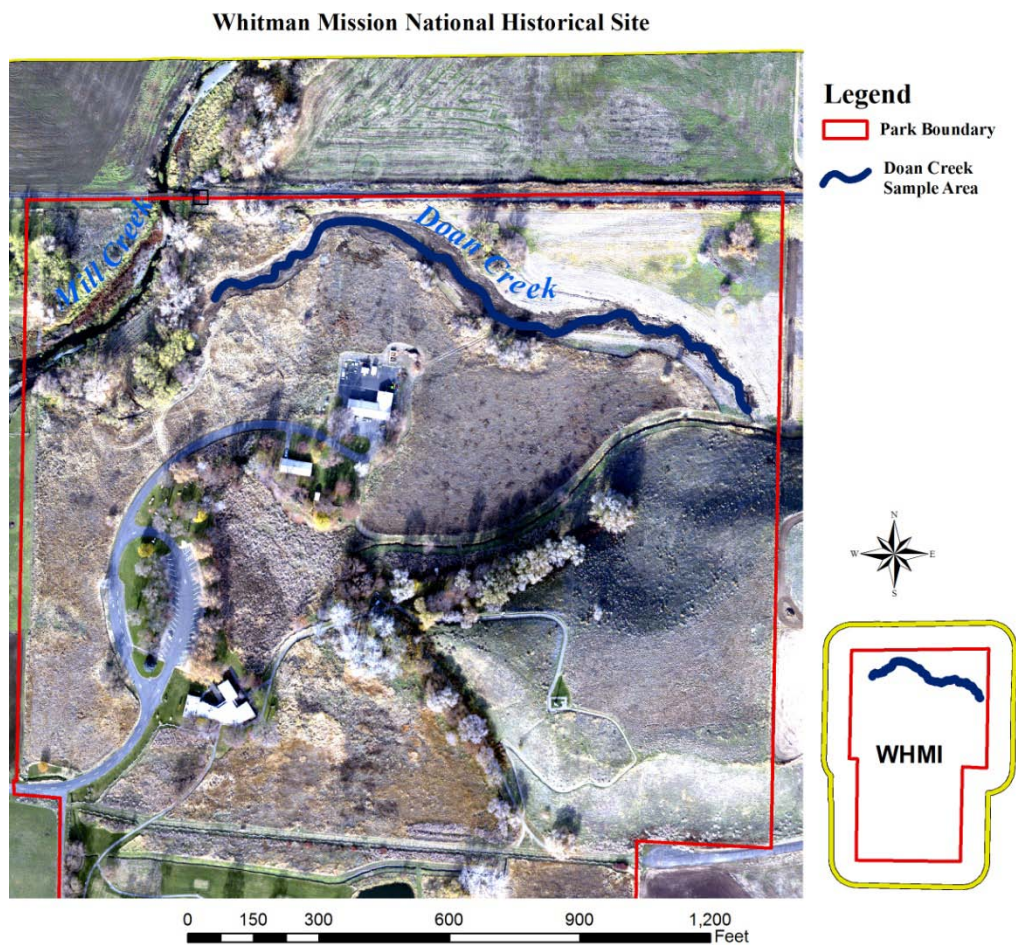 Whitman Mission National Historical Site
Legend
Park Boundary
Doan Creek
Sample Area
Mill Creek
Doan Creek
N
W E
S
WHMI
0 150 300 600 900 1,200
Feet